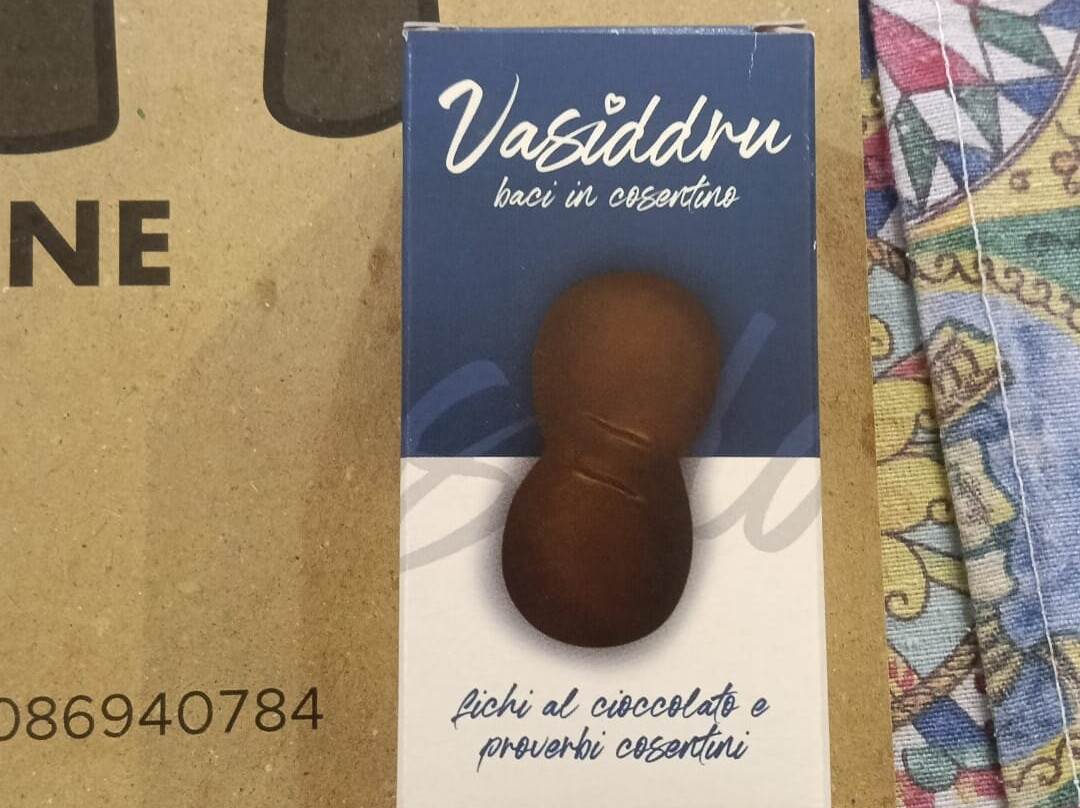 Vasiddru
baci in cosentino
fichi al cioccolato e
proverbi cosentini
NE
086940784